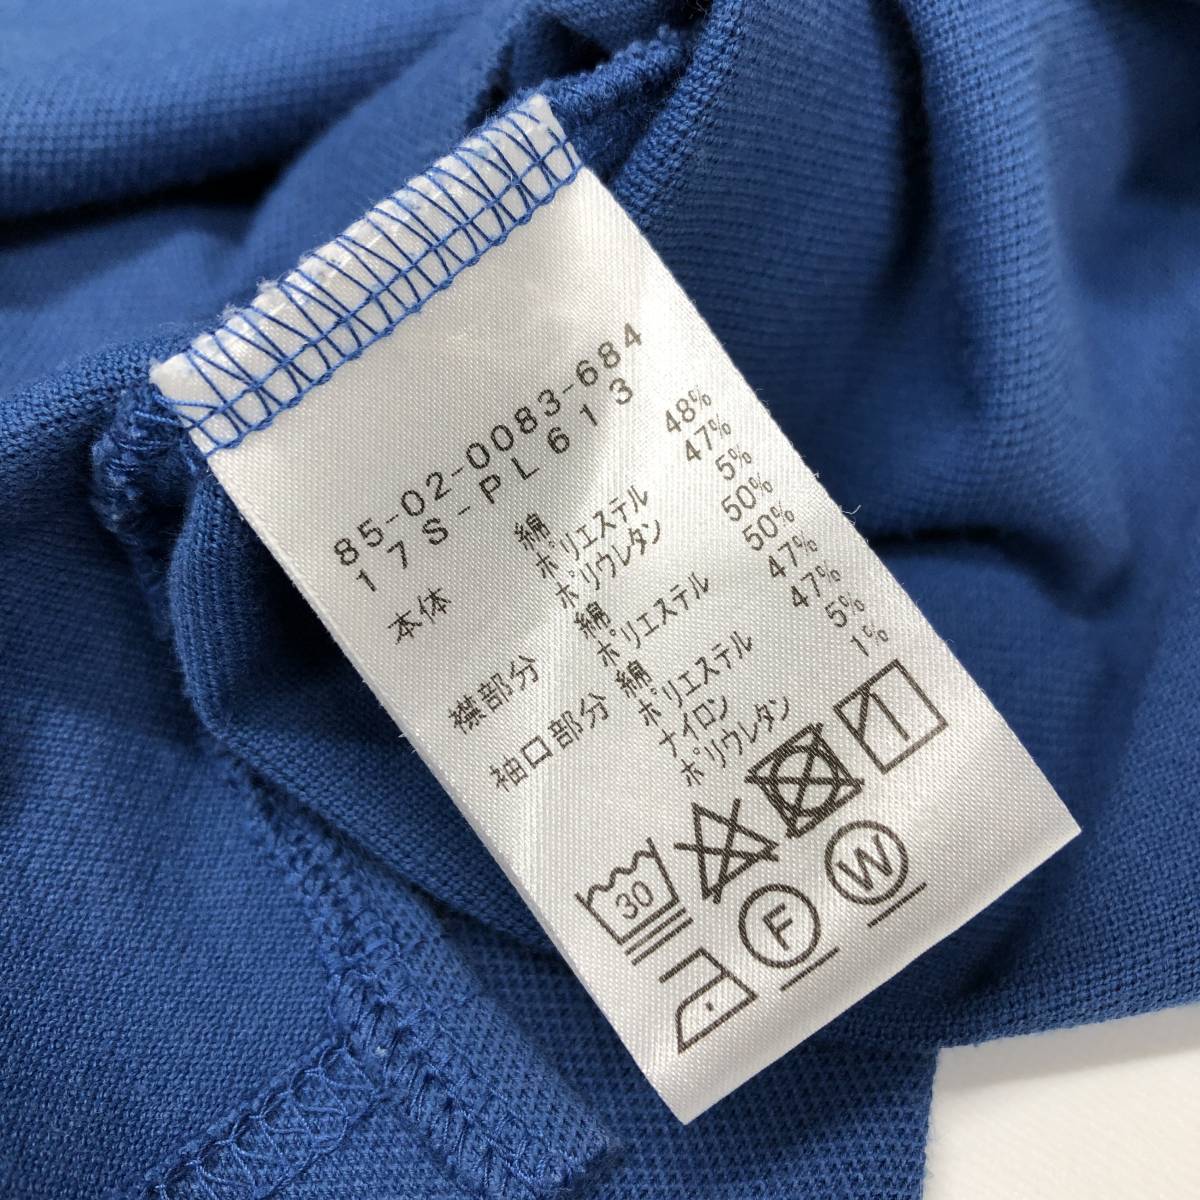 85-02-0083-684
17S-PL613
本体 綿 48%
ポリエステル 47%
ポリウレタン 5%
襟部分 綿 50%
ポリエステル 50%
袖口部分 綿 47%
ポリエステル 47%
ナイロン 5%
ポリウレタン 1%
30
F
W